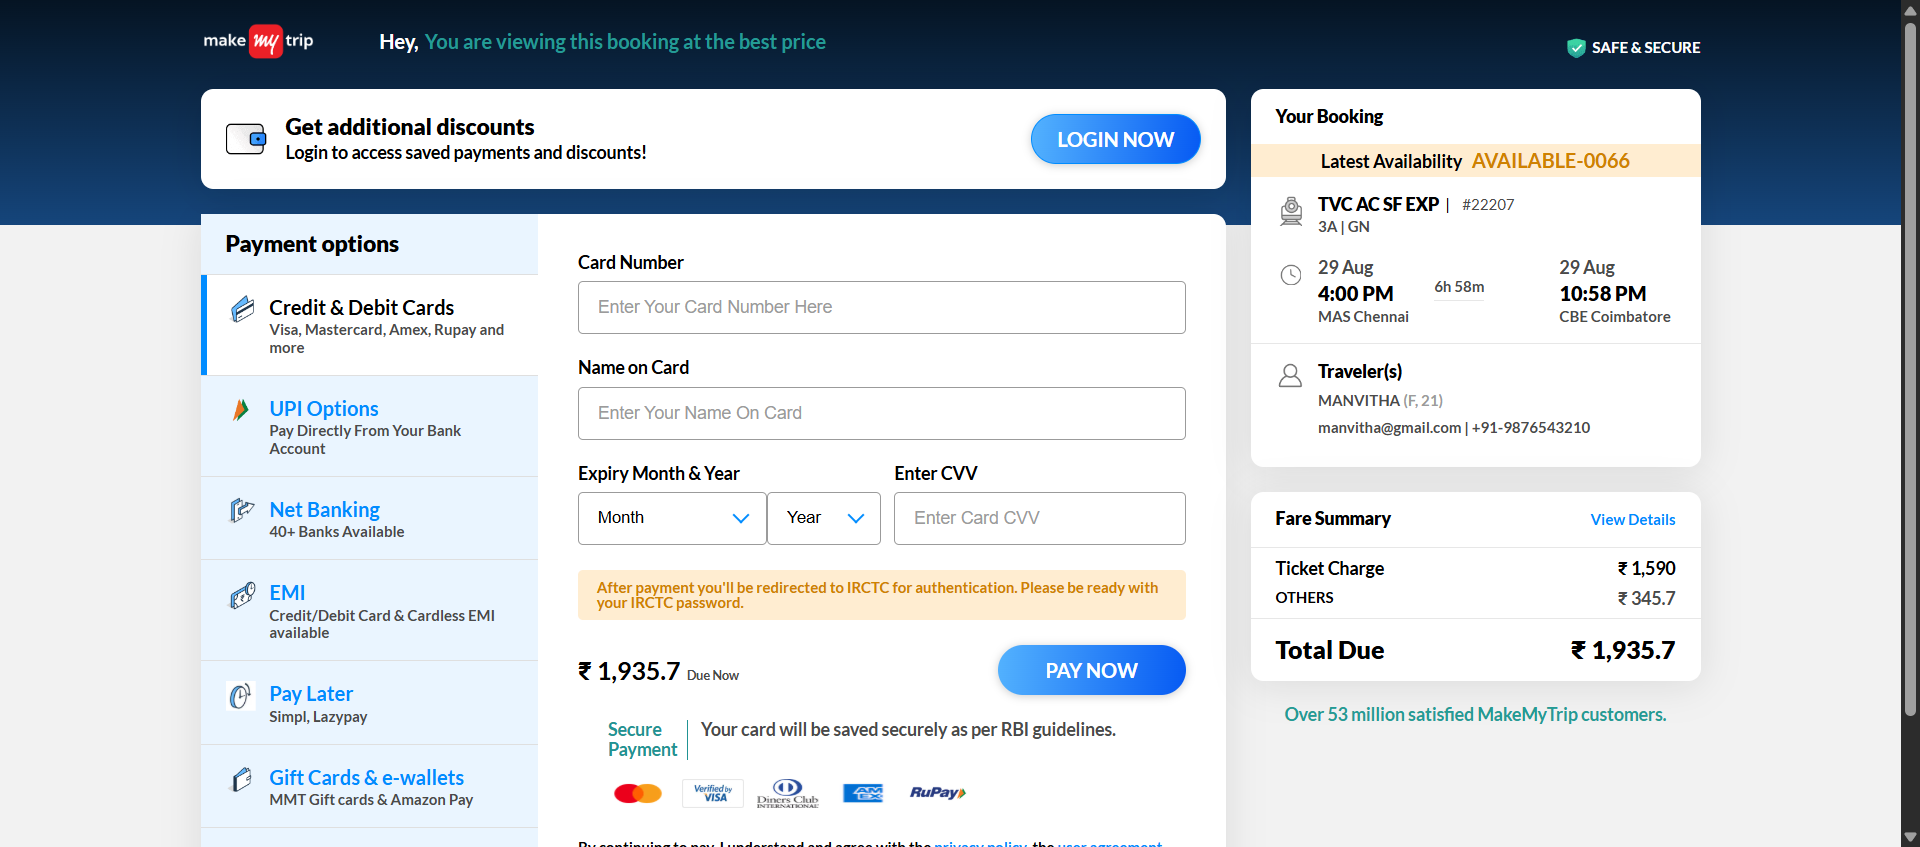 make my trip
Hey, You are viewing this booking at the best price
SAFE & SECURE
Get additional discounts
Login to access saved payments and discounts!
LOGIN NOW
Payment options
Credit & Debit Cards
Visa, Mastercard, Amex, Rupay and
more
UPI Options
Pay Directly From Your Bank
Account
Net Banking
40+ Banks Available
EMI
Credit/Debit Card & Cardless EMI
available
Pay Later
Simpl, Lazypay
Gift Cards & e-wallets
MMT Gift cards & Amazon Pay
Card Number
Enter Your Card Number Here
Name on Card
Enter Your Name On Card
Expiry Month & Year
Enter CVV
Month
Year
Enter Card CVV
After payment you'll be redirected to IRCTC for authentication. Please be ready with
your IRCTC password.
₹ 1,935.7 Due Now
PAY NOW
Secure
Payment
Your card will be saved securely as per RBI guidelines.
Verified by
VISA
Diners Club
INTERNATIONAL
AM
EX
RuPay
By continuing to pay, I understand and agree with the privacy policy, the user agreement
Your Booking
Latest Availability AVAILABLE-0066
TVC AC SF EXP | #22207
3A | GN
29 Aug
4:00 PM
MAS Chennai
6h 58m
29 Aug
10:58 PM
CBE Coimbatore
Traveler(s)
MANVITHA (F, 21)
manvitha@gmail.com | +91-9876543210
Fare Summary
View Details
Ticket Charge ₹ 1,590
OTHERS ₹ 345.7
Total Due ₹ 1,935.7
Over 53 million satisfied MakeMyTrip customers.